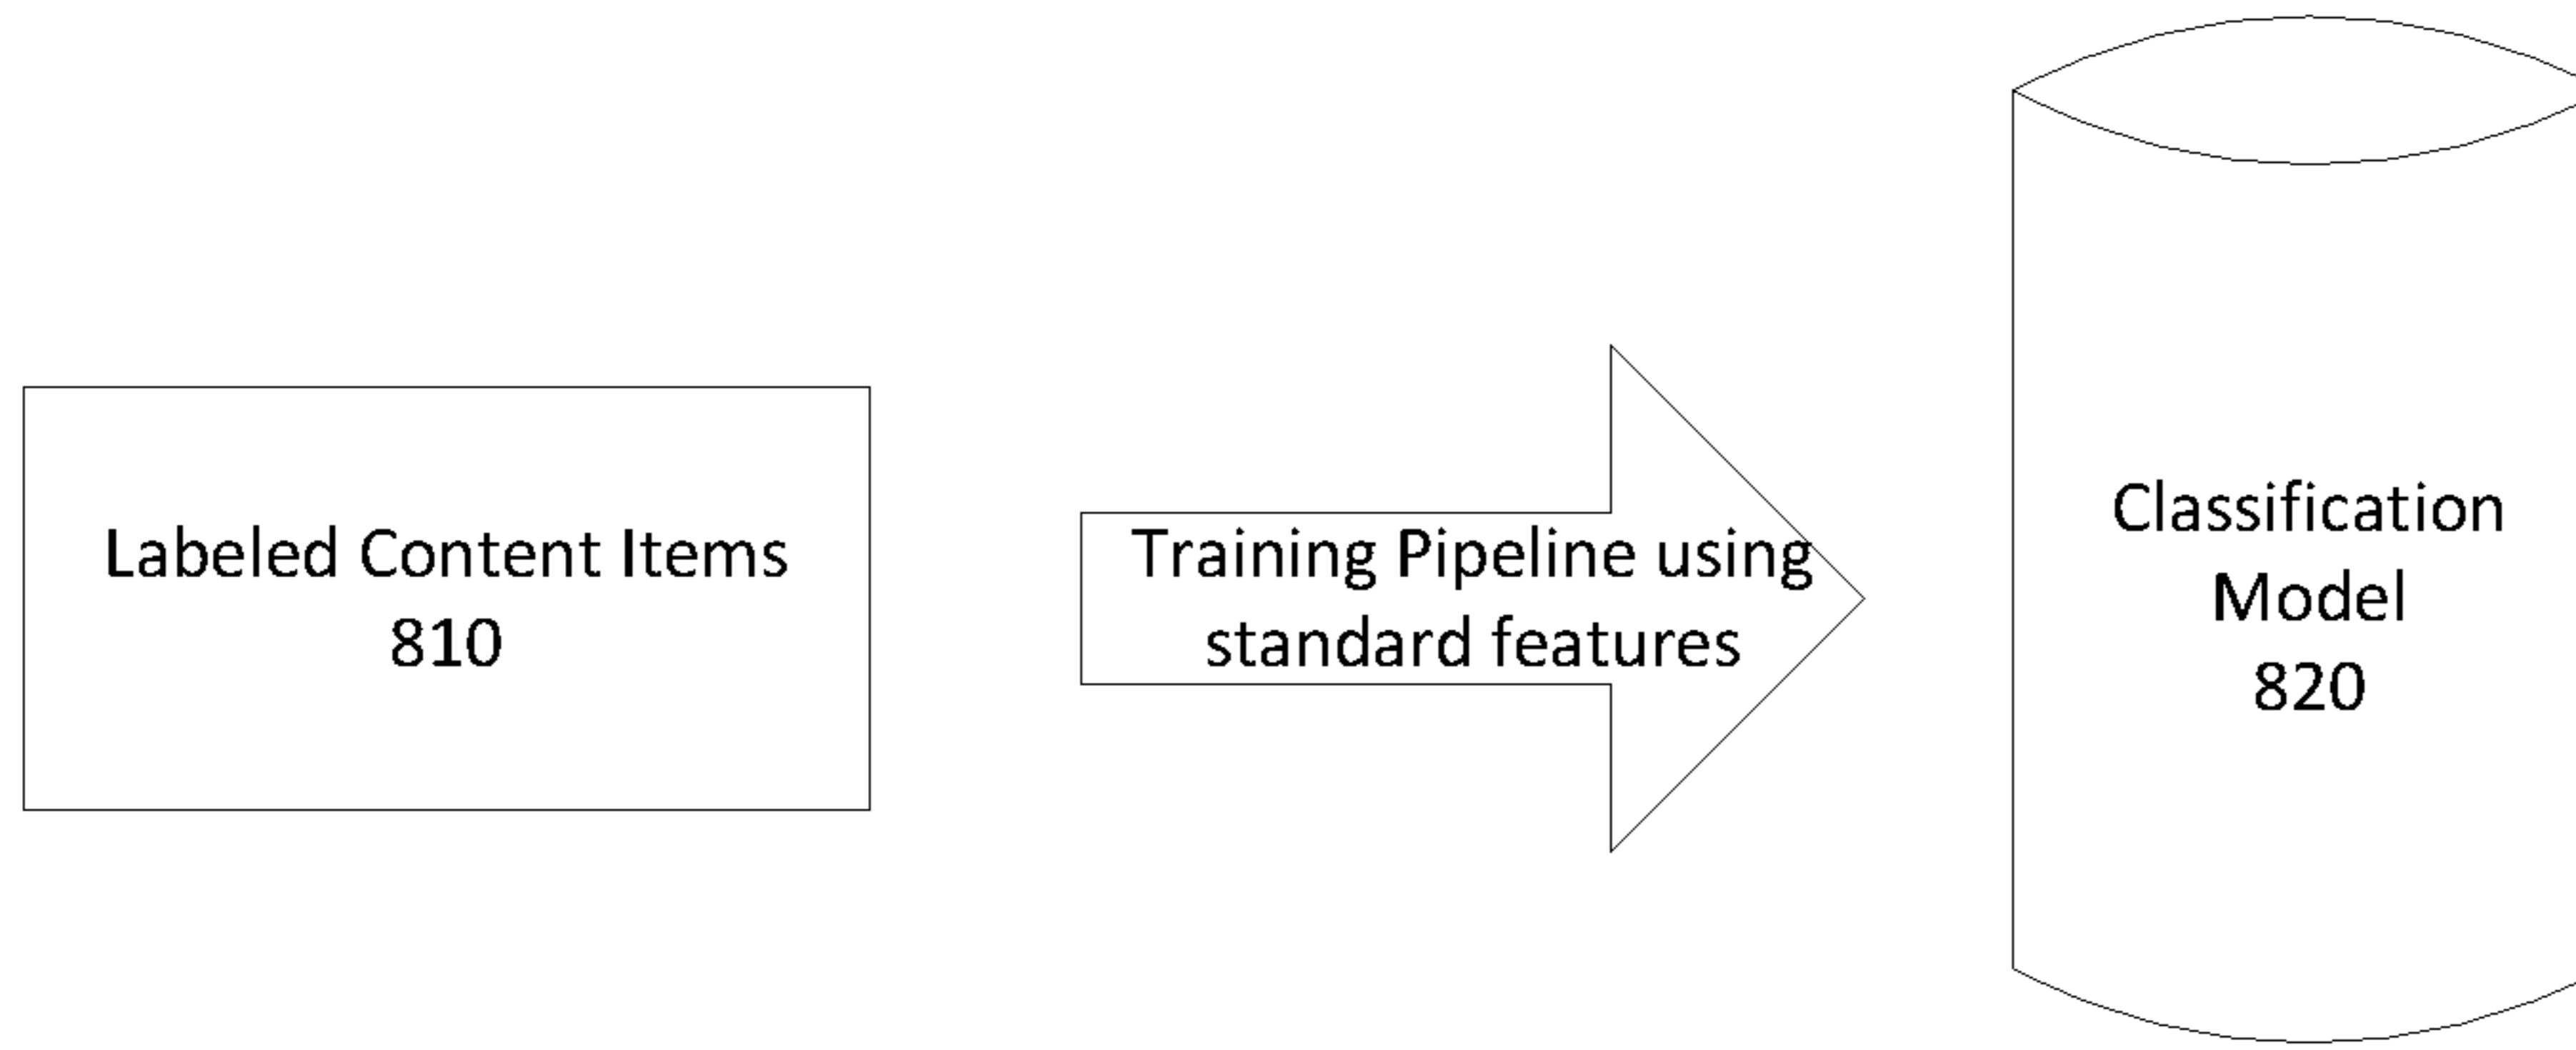 Labeled Content Items
810
Training Pipeline using
standard features
Classification
Model
820